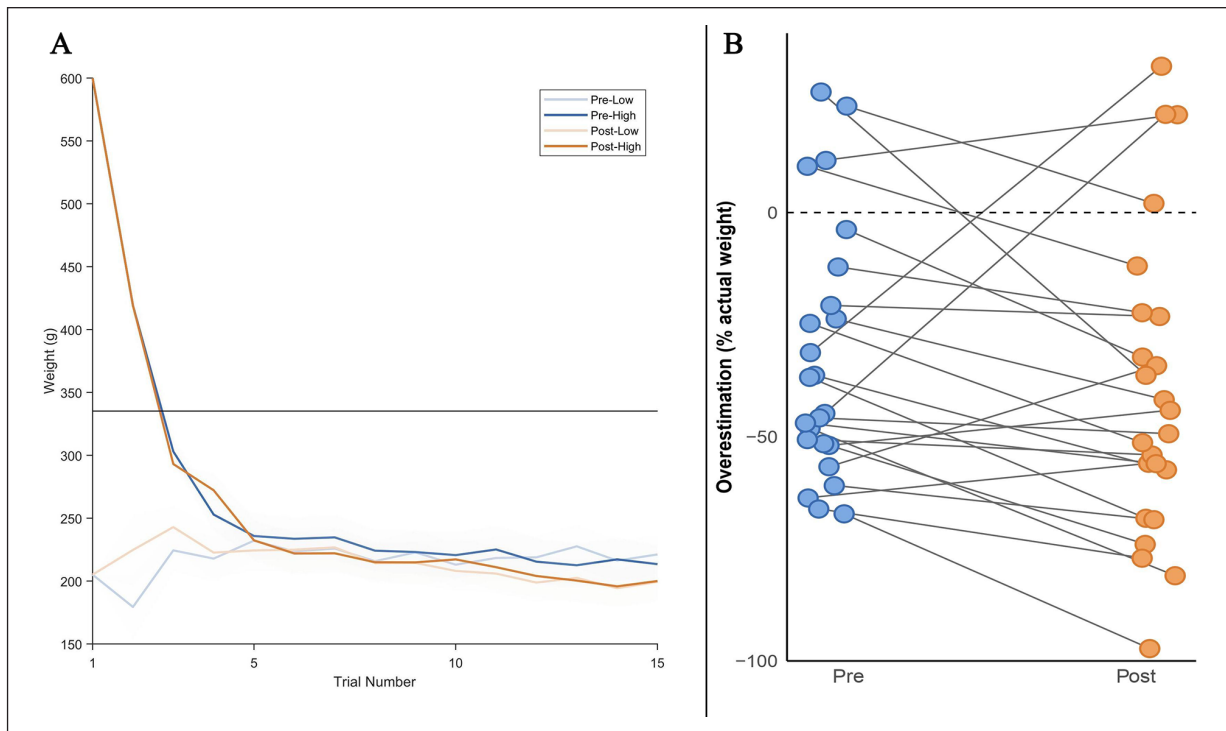 A
600
550
500
450
400
350
300
250
200
150
Weight (g)
1
5
10
15
Trial Number
Pre-Low
Pre-High
Post-Low
Post-High
B
Overestimation (% actual weight)
0
−50
−100
Pre
Post